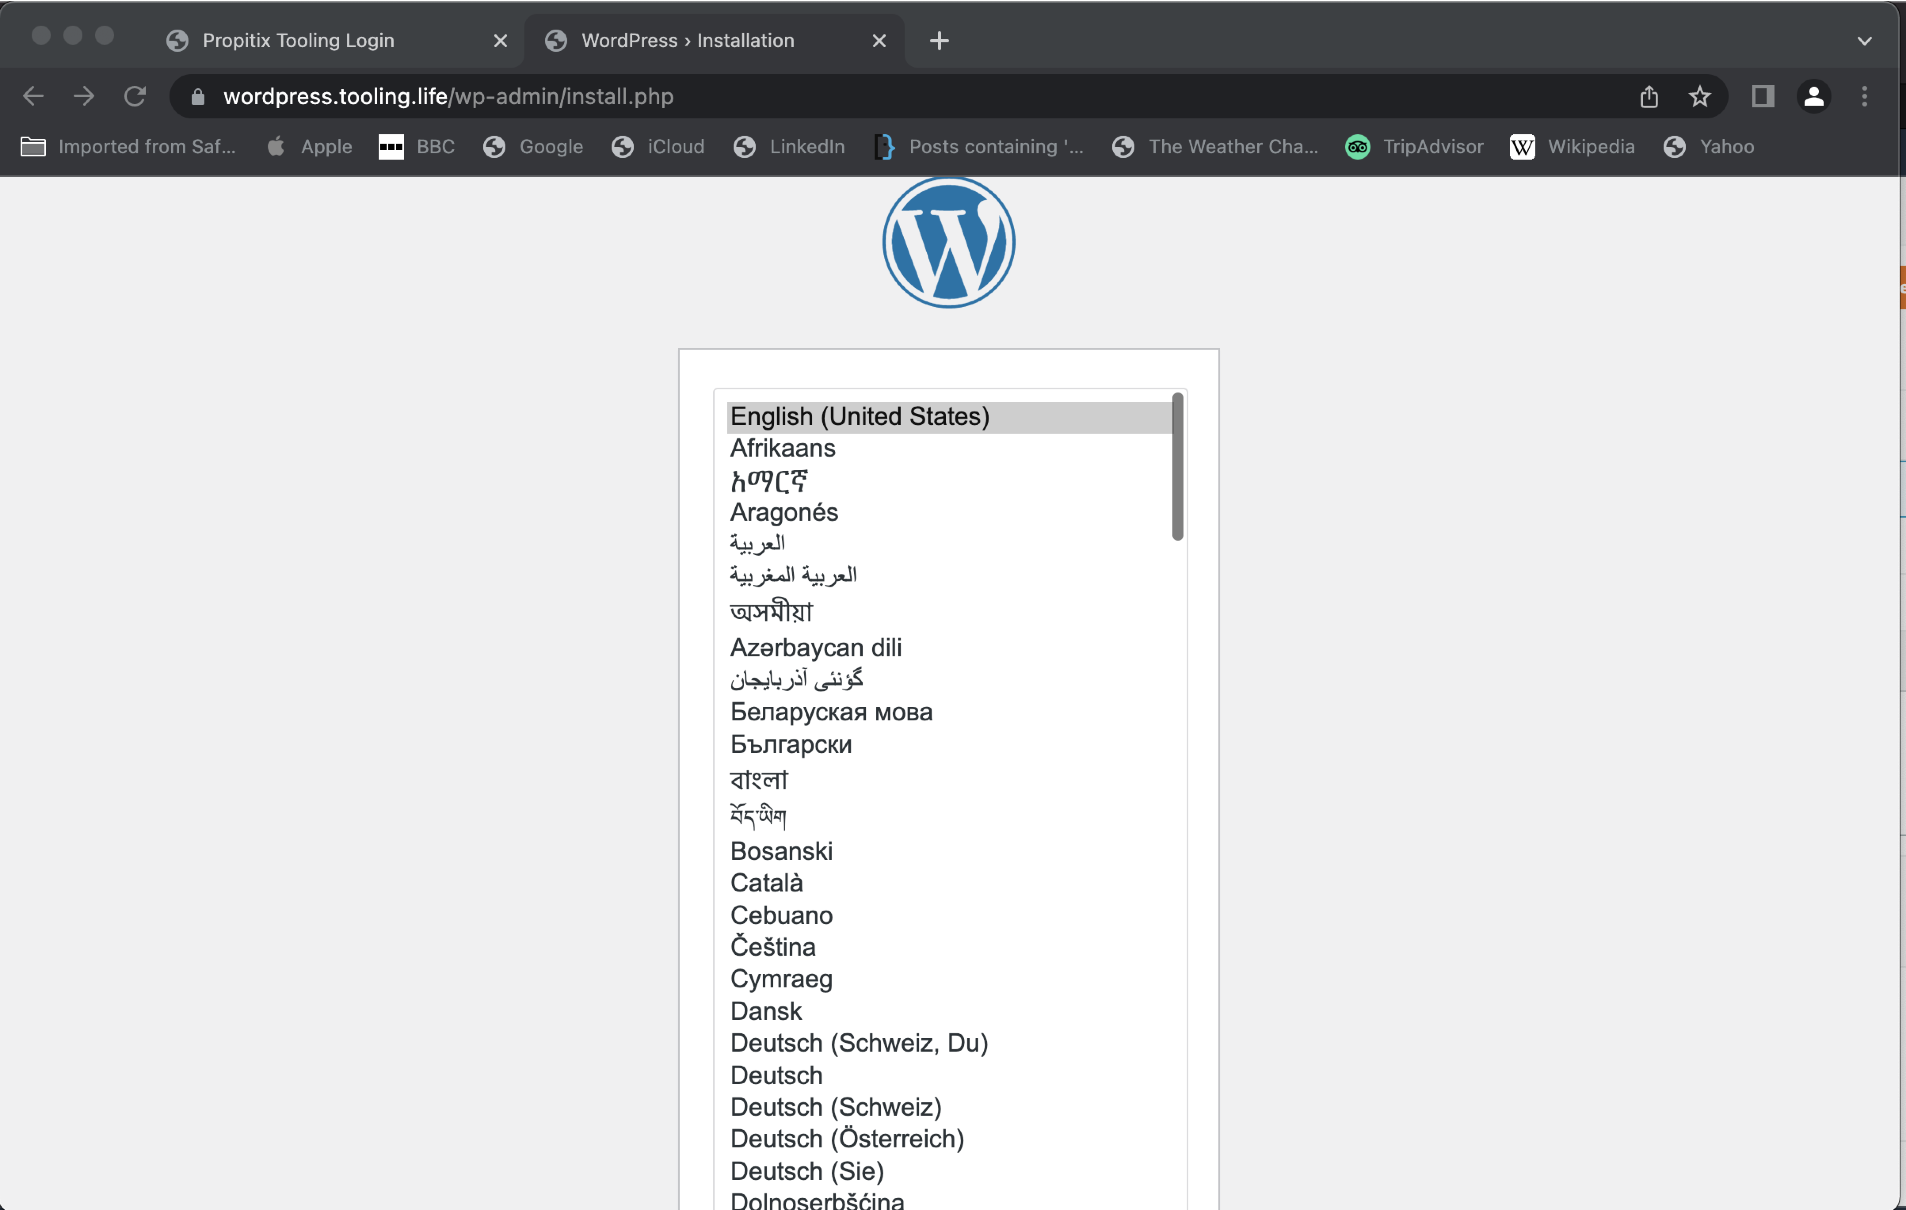 Propitix Tooling Login
WordPress › Installation
wordpress.tooling.life/wp-admin/install.php
Imported from Saf...
Apple
BBC
Google
iCloud
LinkedIn
Posts containing '...
The Weather Cha...
TripAdvisor
W
Wikipedia
Yahoo
W
English (United States)
Afrikaans
አማርኛ
Aragonés
العربية
العربية المغربية
অসমীয়া
Azərbaycan dili
گؤنئی آذربایجان
Беларуская мова
Български
বাংলা
བོད་ཡིག
Bosanski
Català
Cebuano
Čeština
Cymraeg
Dansk
Deutsch (Schweiz, Du)
Deutsch
Deutsch (Schweiz)
Deutsch (Österreich)
Deutsch (Sie)
Dolnoserbšćina